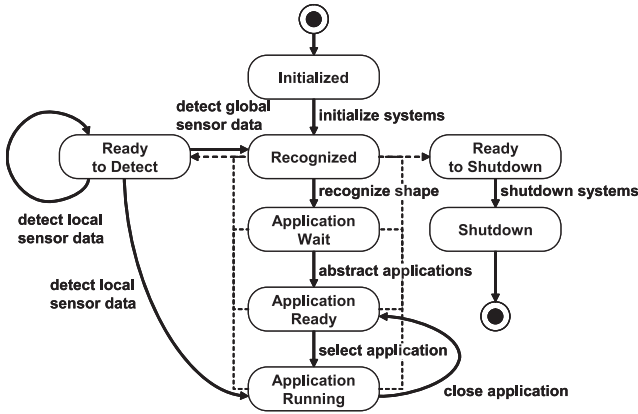 Initialized
detect global
sensor data
initialize systems
Ready
to Detect
Recognized
Ready
to Shutdown
recognize shape
shutdown systems
detect local
sensor data
Application
Wait
Shutdown
abstract applications
detect local
sensor data
Application
Ready
select application
Application
Running
close application